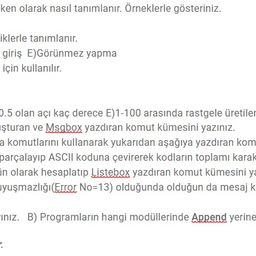 ken olarak nasıl tanımlanır. Örneklerle gösteriniz.
iklerle tanımlanır.
giriş E)Görünmez yapma
için kullanılır.
0.5 olan açı kaç derece E)1-100 arasında rastgele üretilen
şturan ve Msgbox yazdıran komut kümesini yazınız.
a komutlarını kullanarak yukarıdan aşağıya yazdıran kom
parçalayıp ASCII koduna çevirerek kodların toplamı karak
ün olarak hesaplatıp Listebox yazdıran komut kümesini ya
uyuşmazlığı(Error No=13) olduğunda olduğun da mesaj k
ınız. B) Programların hangi modüllerinde Append yerine